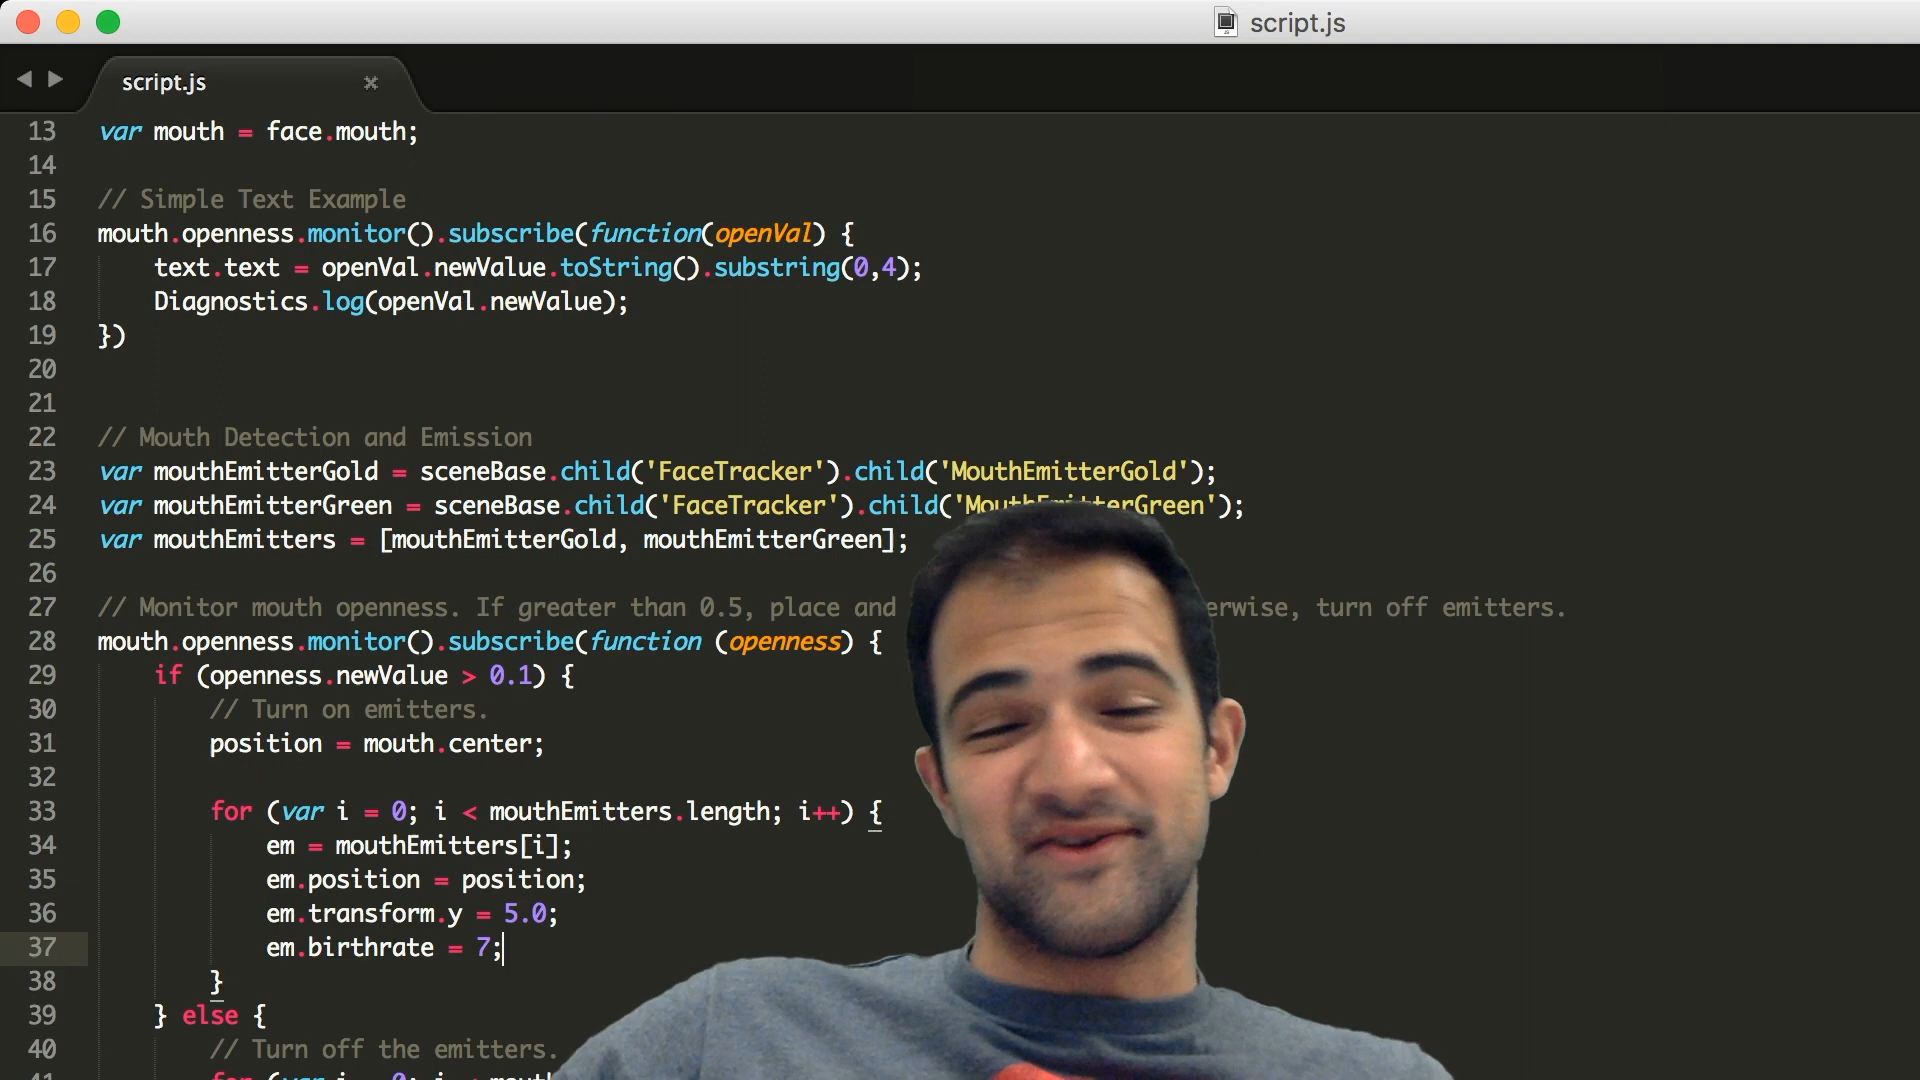 script.js
script.js
13 var mouth = face.mouth;
14
15 // Simple Text Example
16 mouth.openness.monitor().subscribe(function(openVal) {
17 text.text = openVal.newValue.toString().substring(0,4);
18 Diagnostics.log(openVal.newValue);
19 })
20
21
22 // Mouth Detection and Emission
23 var mouthEmitterGold = sceneBase.child('FaceTracker').child('MouthEmitterGold');
24 var mouthEmitterGreen = sceneBase.child('FaceTracker').child('MouthEmitterGreen');
25 var mouthEmitters = [mouthEmitterGold, mouthEmitterGreen];
26
27 // Monitor mouth openness. If greater than 0.5, place and erwise, turn off emitters.
28 mouth.openness.monitor().subscribe(function (openness) {
29 if (openness.newValue > 0.1) {
30 // Turn on emitters.
31 position = mouth.center;
32
33 for (var i = 0; i < mouthEmitters.length; i++) {
34 em = mouthEmitters[i];
35 em.position = position;
36 em.transform.y = 5.0;
37 em.birthrate = 7;
38 }
39 } else {
40 // Turn off the emitters.